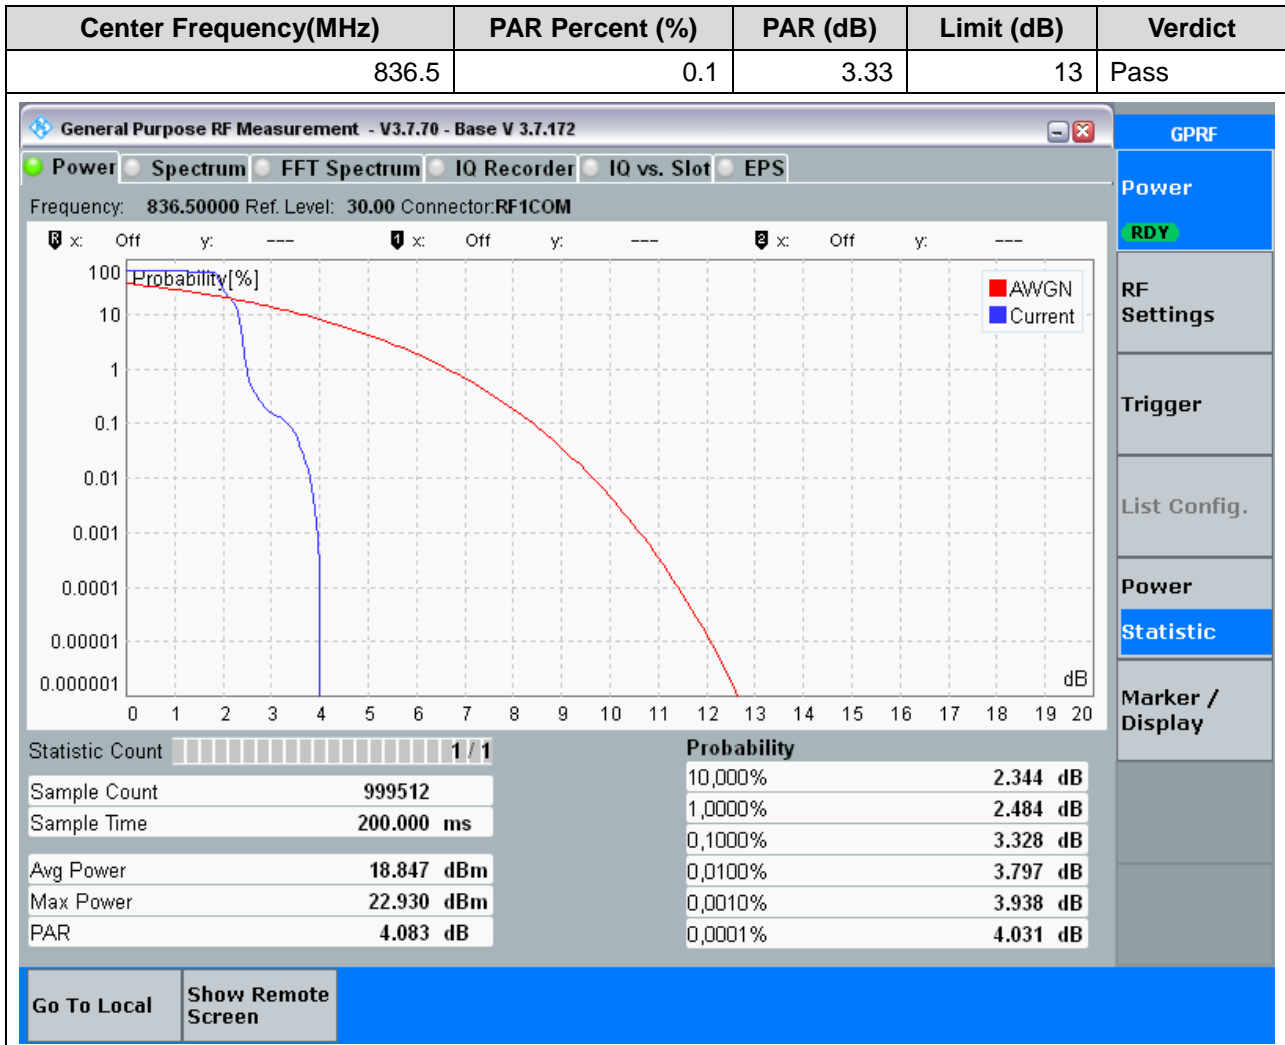 Center Frequency(MHz) PAR Percent (%) PAR (dB) Limit (dB) Verdict
836.5 0.1 3.33 13 Pass
General Purpose RF Measurement - V3.7.70 - Base V 3.7.172
GPRF
Power Spectrum FFT Spectrum IQ Recorder IQ vs. Slot EPS
Frequency: 836.50000 Ref. Level: 30.00 Connector:RF1COM
R x: Off y: --- 1 x: Off y: --- 2 x: Off y: ---
Probability[%]
100
10
1
0.1
0.01
0.001
0.0001
0.00001
0.000001
AWGN
Current
dB
0 1 2 3 4 5 6 7 8 9 10 11 12 13 14 15 16 17 18 19 20
Statistic Count 1 / 1
Sample Count 999512
Sample Time 200.000 ms
Avg Power 18.847 dBm
Max Power 22.930 dBm
PAR 4.083 dB
Probability
10,000% 2.344 dB
1,0000% 2.484 dB
0,1000% 3.328 dB
0,0100% 3.797 dB
0,0010% 3.938 dB
0,0001% 4.031 dB
Power
RDY
RF
Settings
Trigger
List Config.
Power
Statistic
Marker /
Display
Go To Local
Show Remote
Screen